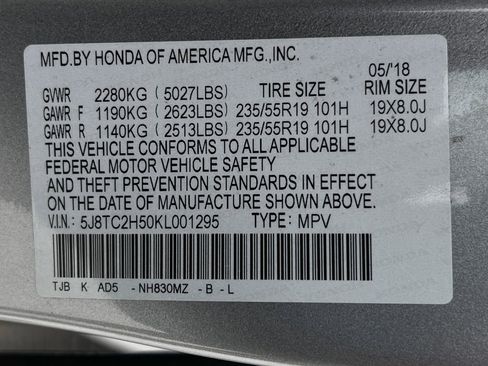 MFD.BY HONDA OF AMERICA MFG.,INC.
05/'18
GVWR 2280KG (5027LBS) TIRE SIZE RIM SIZE
GAWR F 1190KG (2623LBS) 235/55R19 101H 19X8.0J
GAWR R 1140KG (2513LBS) 235/55R19 101H 19X8.0J
THIS VEHICLE CONFORMS TO ALL APPLICABLE
FEDERAL MOTOR VEHICLE SAFETY
AND THEFT PREVENTION STANDARDS IN EFFECT
ON THE DATE OF MANUFACTURE SHOWN ABOVE.
V.I.N: 5J8TC2H50KL001295 TYPE: MPV
TJB K AD5 -NH830MZ -B -L